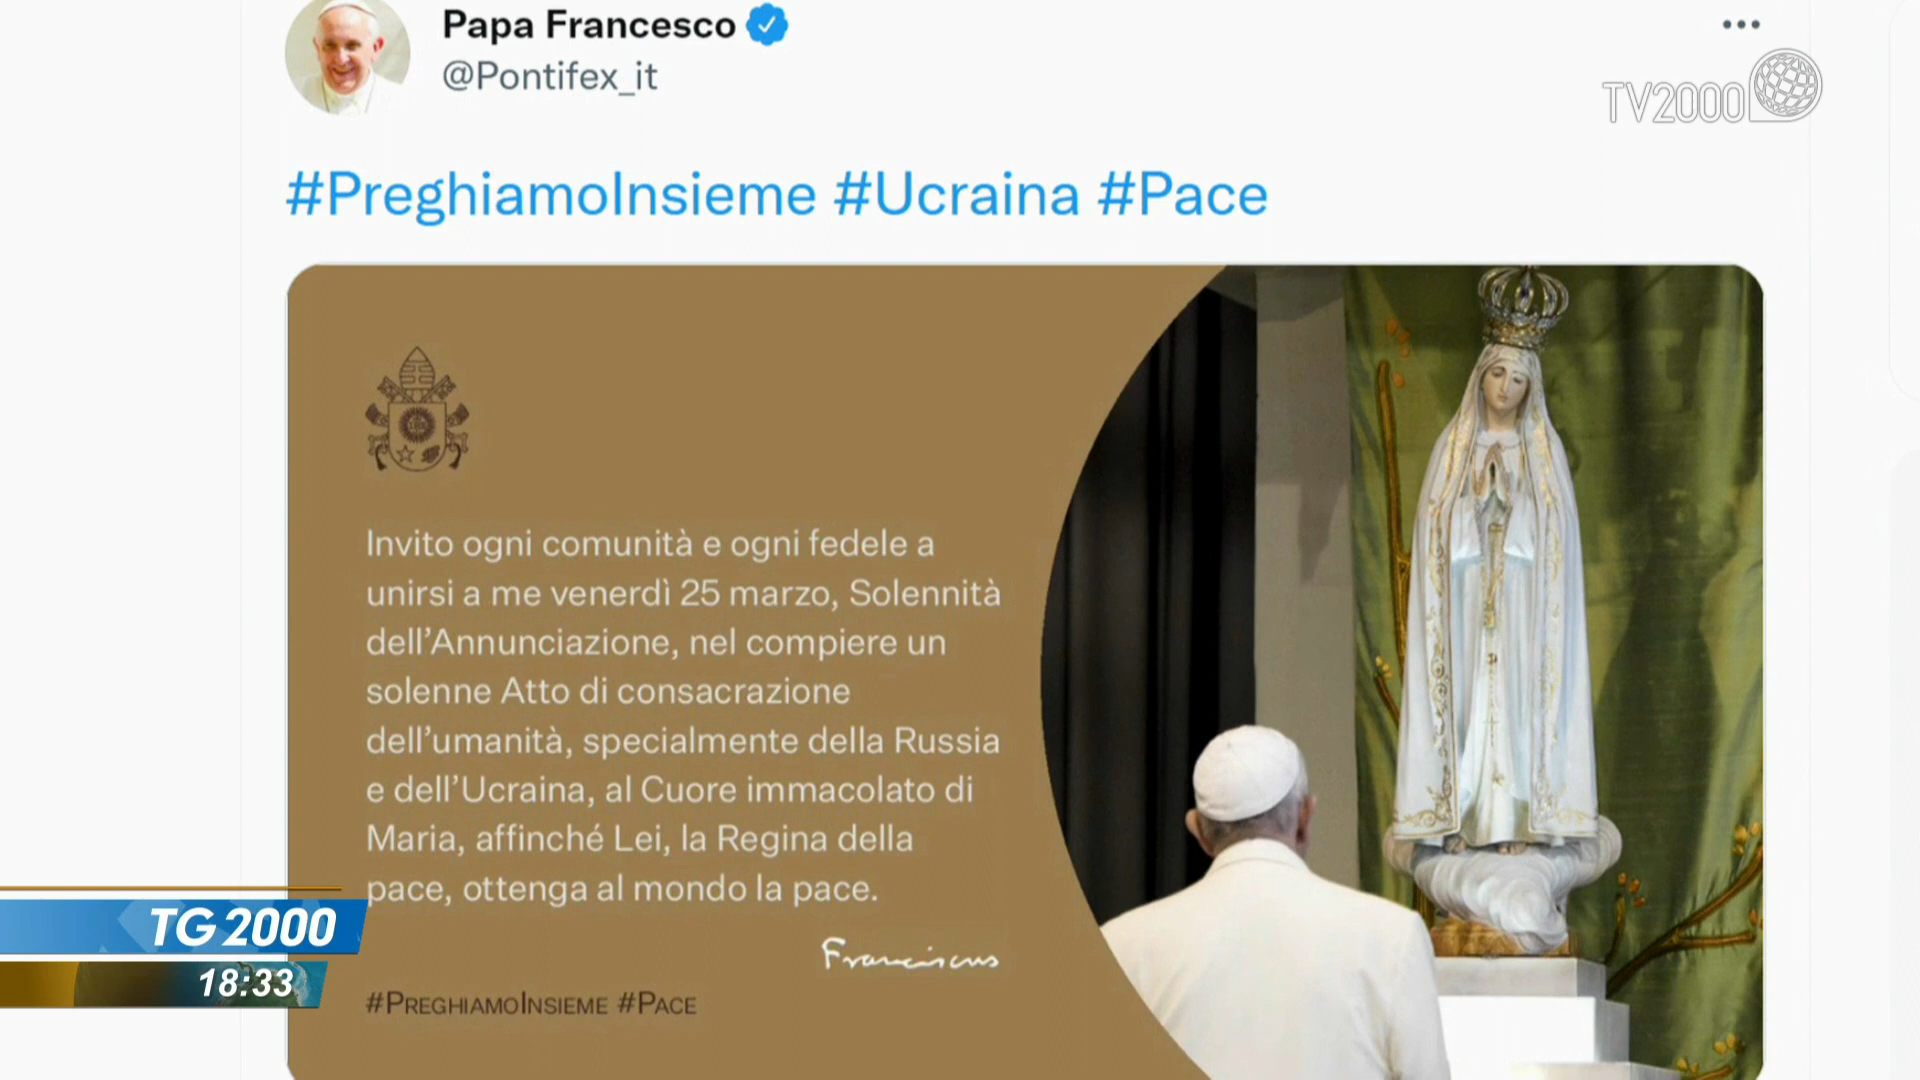 Papa Francesco
@Pontifex_it
TV2000
#PreghiamoInsieme #Ucraina #Pace
Invito ogni comunità e ogni fedele a
unirsi a me venerdì 25 marzo, Solennità
dell’Annunciazione, nel compiere un
solenne Atto di consacrazione
dell’umanità, specialmente della Russia
e dell’Ucraina, al Cuore immacolato di
Maria, affinché Lei, la Regina della
pace, ottenga al mondo la pace.
Franciscus
#PreghiamoInsieme #Pace
TG 2000
18:33